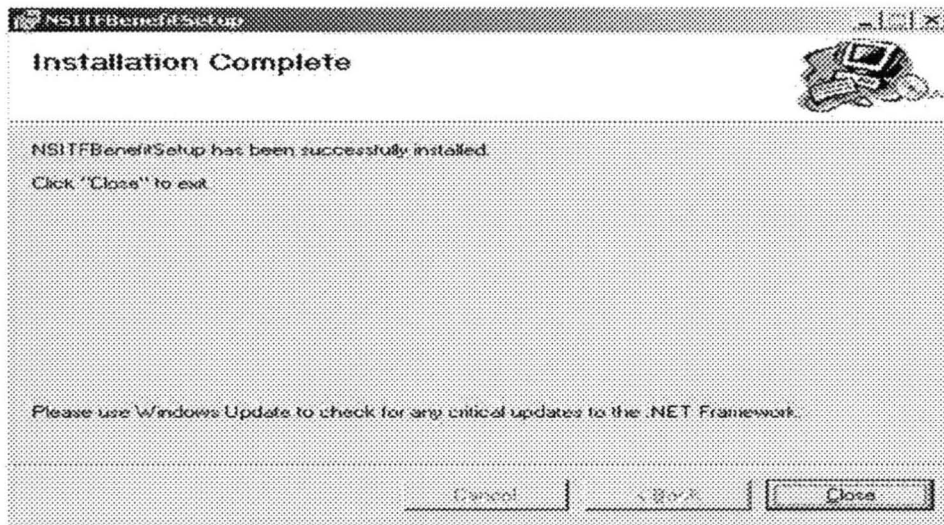 NSITFBenefitSetup
Installation Complete
NSITFBenefitSetup has been successfully installed.
Click "Close" to exit
Please use Windows Update to check for any critical updates to the .NET Framework.
Cancel
< Back
Close